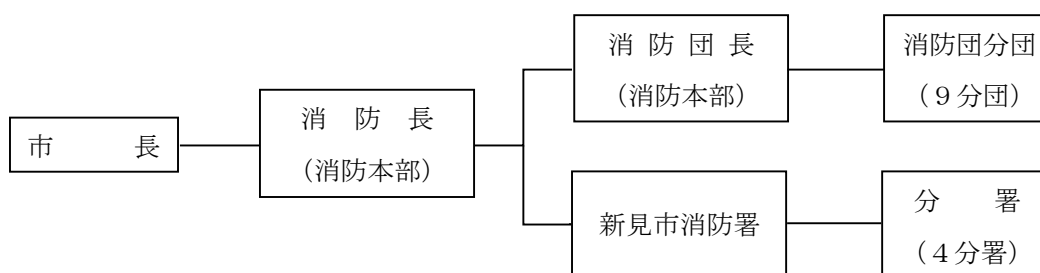 市　　　長
消　防　長
（消防本部）
消 防 団 長
（消防本部）
消防団分団
（９分団）
新見市消防署
分　　署
（４分署）